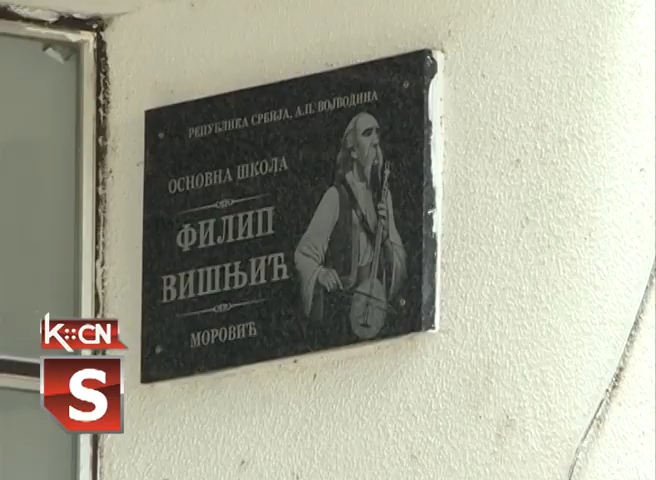 РЕПУБЛИКА СРБИЈА, А.П. ВОЈВОДИНА
ОСНОВНА ШКОЛА
ФИЛИП
ВИШЊИЋ
МОРОВИЋ
K::CN
S